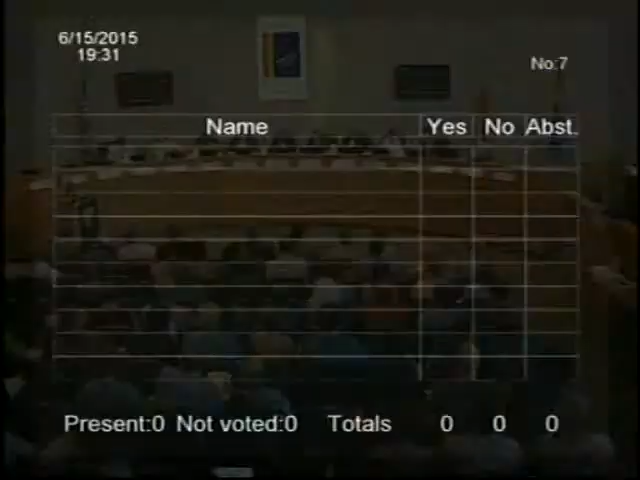 6/15/2015
19:31
No:7
Name Yes No Abst.
Present:0 Not voted:0 Totals 0 0 0